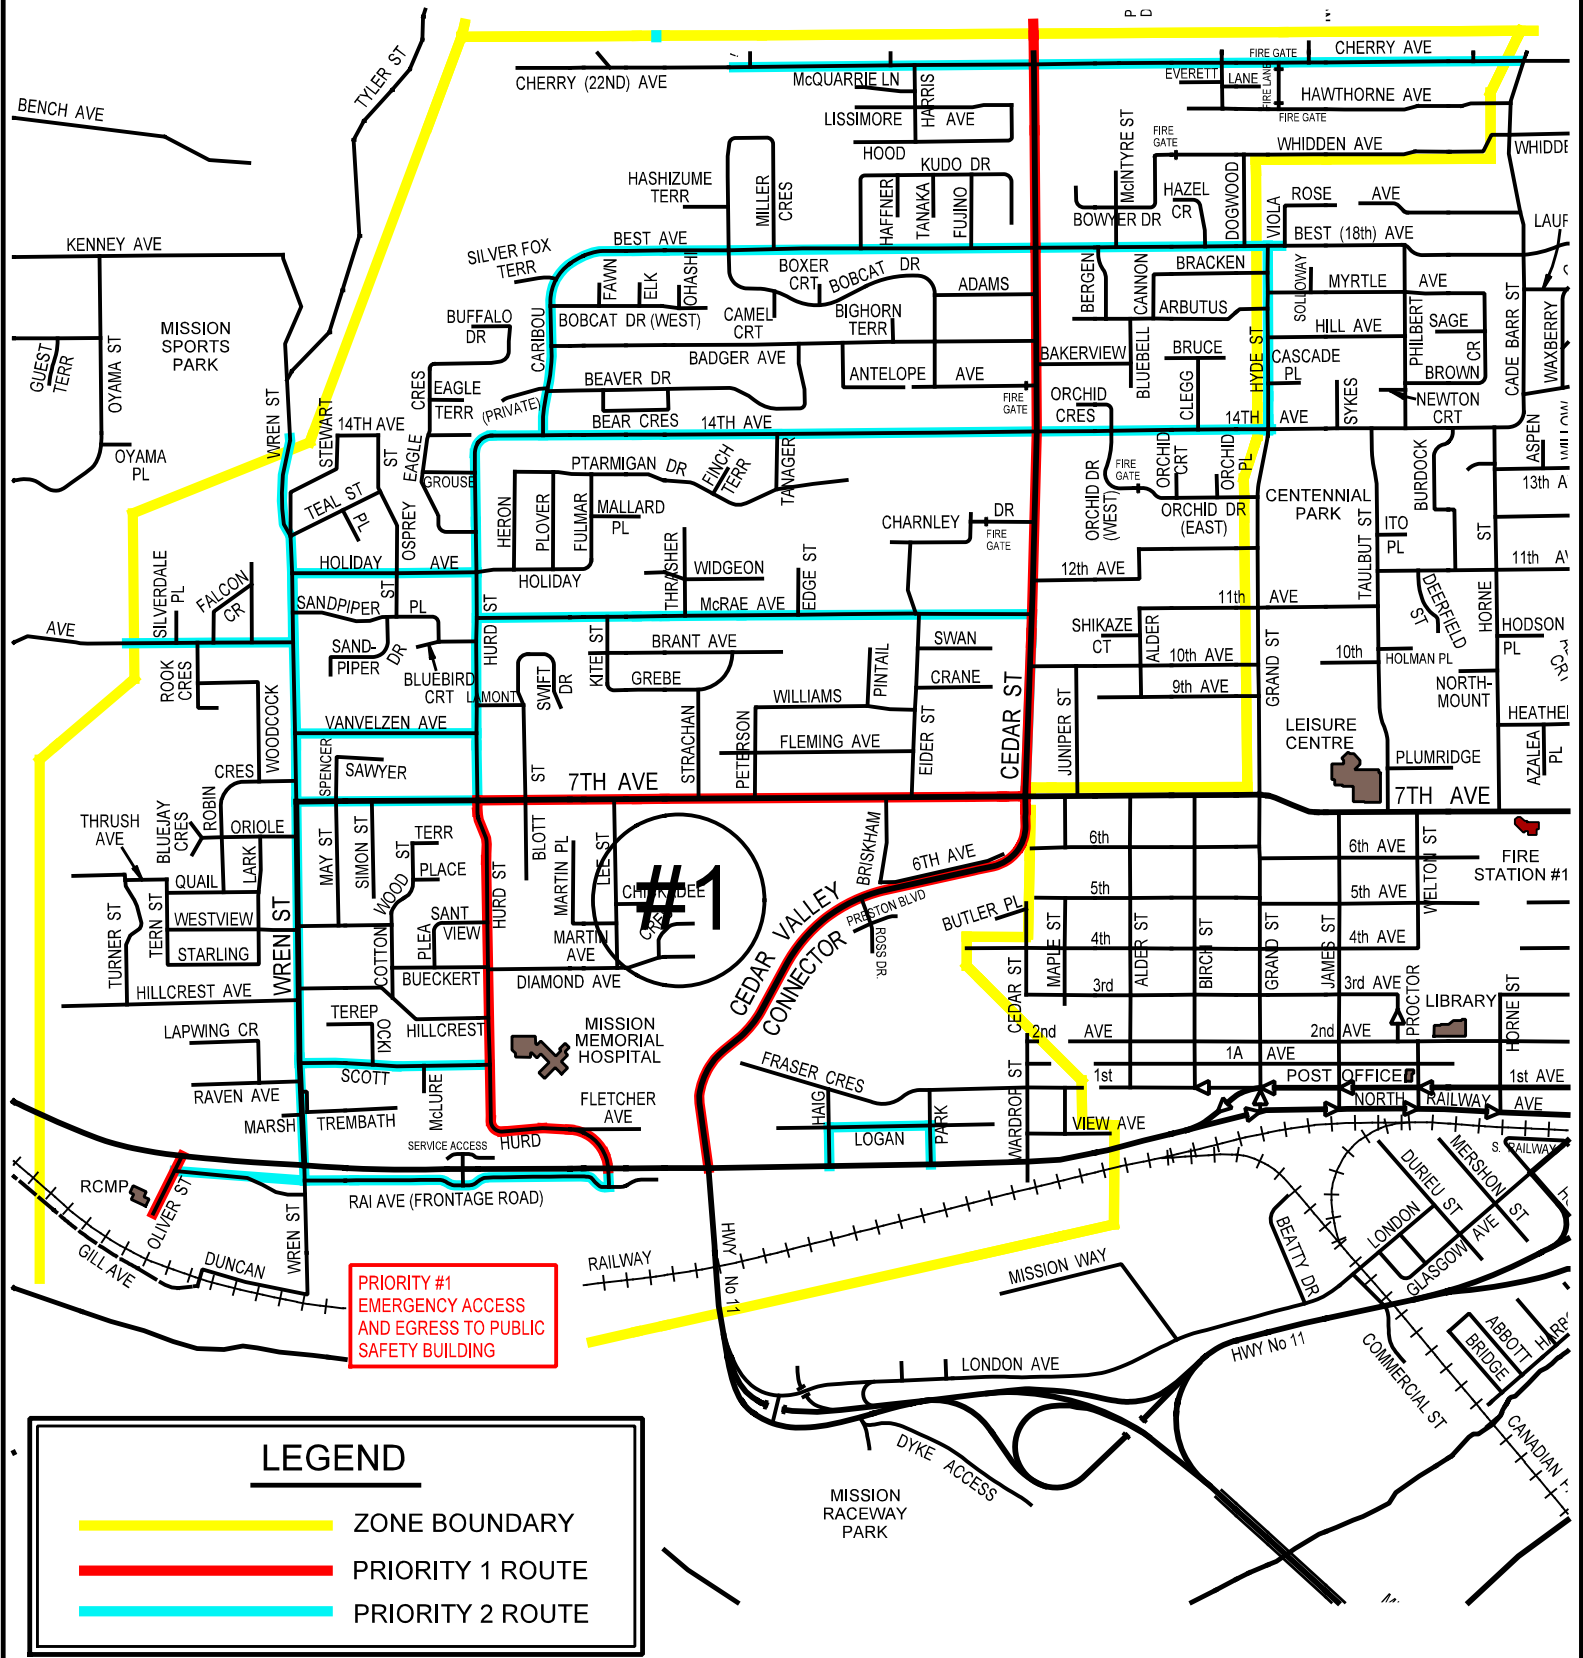 TYLER ST
BENCH AVE
CHERRY (22ND) AVE
McQUARRIE LN
HARRIS
LISSIMORE AVE
HOOD
KUDO DR
HAFFNER
TANAKA
FUJINO
EVERETT
LANE
FIRE GATE
FIRE LANE
CHERRY AVE
HAWTHORNE AVE
FIRE GATE
FIRE
GATE
WHIDDEN AVE
WHIDDE
McINTYRE ST
BOWYER DR
HAZEL
CR
DOGWOOD
VIOLA
ROSE AVE
BEST (18th) AVE
LAUR
HASHIZUME
TERR
MILLER
CRES
KENNEY AVE
SILVER FOX
TERR
BEST AVE
FAWN
ELK
OHASHI
BOBCAT DR (WEST)
CARIBOU
BOXER
CRT
BOBCAT DR
CAMEL
CRT
BIGHORN
TERR
ADAMS
BERGEN
CANNON
BRACKEN
ARBUTUS
SOLLOWAY
MYRTLE AVE
HILL AVE
PHILBERT
SAGE
CR
BROWN
CADE BARR ST
WAXBERRY
MISSION
SPORTS
PARK
GUEST
TERR
OYAMA ST
OYAMA
PL
WREN ST
BUFFALO
DR
EAGLE
TERR
EAGLE CRES
(PRIVATE)
BADGER AVE
BEAVER DR
BEAR CRES
ANTELOPE AVE
FIRE
GATE
BAKERVIEW
BLUEBELL
BRUCE
CLEGG
HYDE ST
CASCADE
PL
SYKES
NEWTON
CRT
ORCHID
CRES
14TH AVE
14TH AVE
14TH AVE
STEWART
ST
TEAL ST
PL
OSPREY
ST
GROUSE
PTARMIGAN DR
FINCH
TERR
TANAGER
HERON
PLOVER
FULMAR
MALLARD
PL
HOLIDAY AVE
HOLIDAY
THRASHER
WIDGEON
McRAE AVE
EDGE ST
CHARNLEY DR
FIRE
GATE
ORCHID DR
(WEST)
FIRE
GATE
ORCHID
CRT
ORCHID
PL
ORCHID DR
(EAST)
CENTENNIAL
PARK
TAULBUT ST
ITO
PL
BURDOCK
ASPEN
WILLOW
13th A
11th AV
12th AVE
11th AVE
DEERFIELD
ST
HORNE ST
HODSON
PL
AVE
SILVERDALE
PL
FALCON
CR
SANDPIPER PL
SAND-
PIPER
DR
BLUEBIRD
CRT
HURD ST
LAMONT
SWIFT
DR
KITE ST
BRANT AVE
GREBE
SWAN
CRANE
PINTAIL
WILLIAMS
FLEMING AVE
STRACHAN
PETERSON
EIDER ST
CEDAR ST
SHIKAZE
CT
ALDER
10th AVE
9th AVE
JUNIPER ST
GRAND ST
10th
HOLMAN PL
NORTH-
MOUNT
HEATHE
LEISURE
CENTRE
PLUMRIDGE
AZALEA
PL
ROOK
CRES
WOODCOCK
CRES
VANVELZEN AVE
SPENCER
SAWYER
7TH AVE
7TH AVE
THRUSH
AVE
BLUEJAY
CRES
ROBIN
ORIOLE
LARK
QUAIL
WESTVIEW
STARLING
TERN ST
TURNER ST
WREN ST
MAY ST
SIMON ST
WOOD ST
TERR
PLACE
COTTON
PLEA
SANT
VIEW
HURD ST
BLOTT
ST
MARTIN PL
MARTIN
AVE
LEE ST
CHICKADEE
CRES
#1
BRISKHAM
6TH AVE
PRESTON BLVD
ROSS DR.
BUTLER PL
CEDAR VALLEY
CONNECTOR
6th
5th
4th
3rd
2nd AVE
1st
1A AVE
MAPLE ST
ALDER ST
BIRCH ST
GRAND ST
JAMES ST
WELTON ST
6th AVE
5th AVE
4th AVE
3rd AVE
2nd AVE
1st AVE
FIRE
STATION #1
PROCTOR
LIBRARY
HORNE ST
POST OFFICE
NORTH RAILWAY AVE
HILLCREST AVE
BUECKERT
DIAMOND AVE
LAPWING CR
TEREP
OCKI
HILLCREST
MISSION
MEMORIAL
HOSPITAL
SCOTT
McLURE
RAVEN AVE
MARSH
TREMBATH
FLETCHER
AVE
HURD
SERVICE ACCESS
FRASER CRES
HAIG
LOGAN
PARK
WARDROP ST
CEDAR ST
VIEW AVE
RCMP
OLIVER ST
GILL AVE
DUNCAN
WREN ST
RAI AVE (FRONTAGE ROAD)
RAILWAY
HWY No 11
MISSION WAY
BEATTY DR
LONDON
DURIEU ST
MERSHON ST
GLASGOW AVE
S. RAILWAY
HWY No 11
LONDON AVE
COMMERCIAL ST
ABBOTT
BRIDGE
HARB
CANADIAN
DYKE ACCESS
MISSION
RACEWAY
PARK
PRIORITY #1
EMERGENCY ACCESS
AND EGRESS TO PUBLIC
SAFETY BUILDING
LEGEND
ZONE BOUNDARY
PRIORITY 1 ROUTE
PRIORITY 2 ROUTE